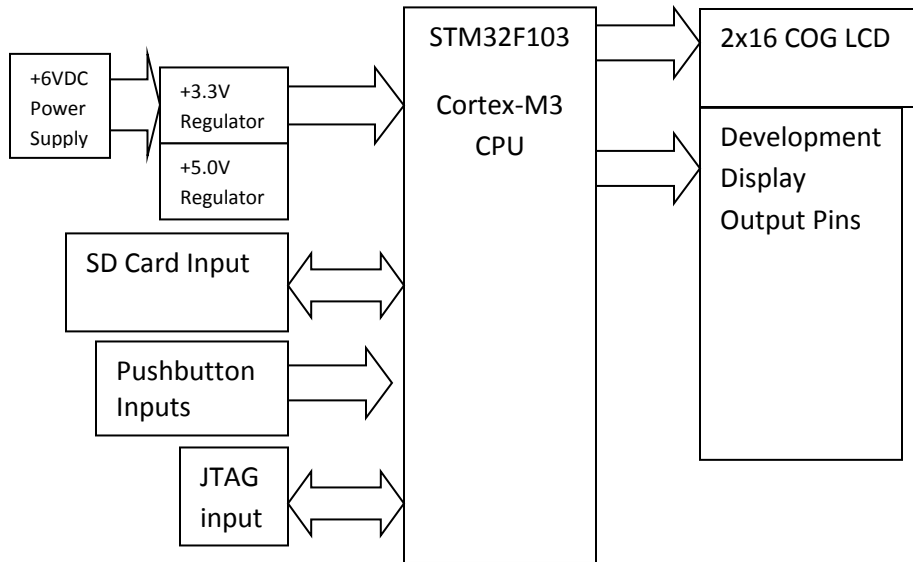 +6VDC
Power
Supply
+3.3V
Regulator
+5.0V
Regulator
SD Card Input
Pushbutton
Inputs
JTAG
input
STM32F103
Cortex-M3
CPU
2x16 COG LCD
Development
Display
Output Pins